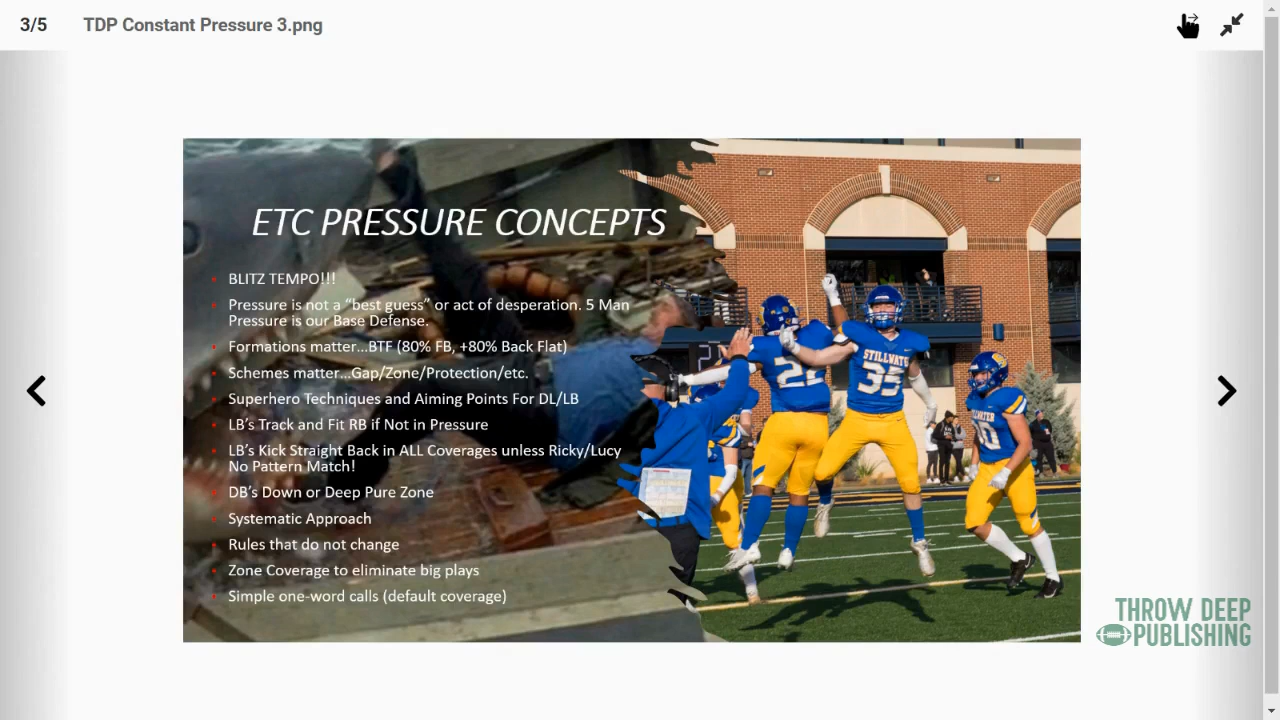 3/5 TDP Constant Pressure 3.png
ETC PRESSURE CONCEPTS
BLITZ TEMPO!!!
Pressure is not a “best guess” or act of desperation. 5 Man
Pressure is our Base Defense.
Formations matter...BTF (80% FB, +80% Back Flat)
Schemes matter...Gap/Zone/Protection/etc.
Superhero Techniques and Aiming Points For DL/LB
LB’s Track and Fit RB if Not in Pressure
LB’s Kick Straight Back in ALL Coverages unless Ricky/Lucy
No Pattern Match!
DB’s Down or Deep Pure Zone
Systematic Approach
Rules that do not change
Zone Coverage to eliminate big plays
Simple one-word calls (default coverage)
STILLWATER
35
THROW DEEP
PUBLISHING